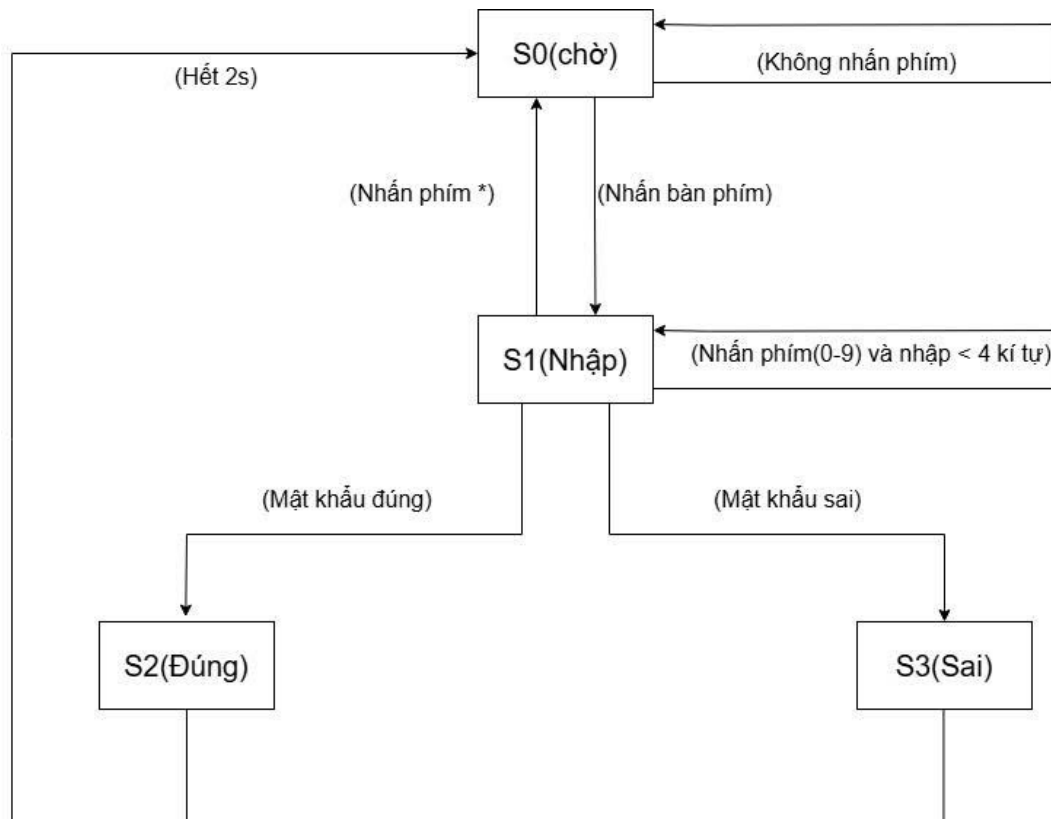 S0(chờ)
(Không nhấn phím)
(Hết 2s)
(Nhấn phím *)
(Nhấn bàn phím)
S1(Nhập)
(Nhấn phím(0-9) và nhập < 4 kí tự)
(Mật khẩu đúng)
(Mật khẩu sai)
S2(Đúng)
S3(Sai)